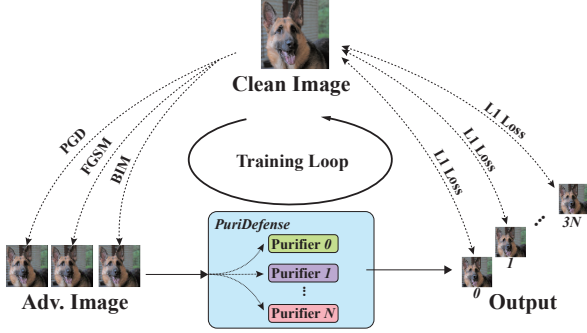 Clean Image
PGD
FGSM
BIM
L1 Loss
L1 Loss
L1 Loss
Training Loop
PuriDefense
Purifier 0
Purifier 1
⋮
Purifier N
Adv. Image
0
1
...
3N
Output